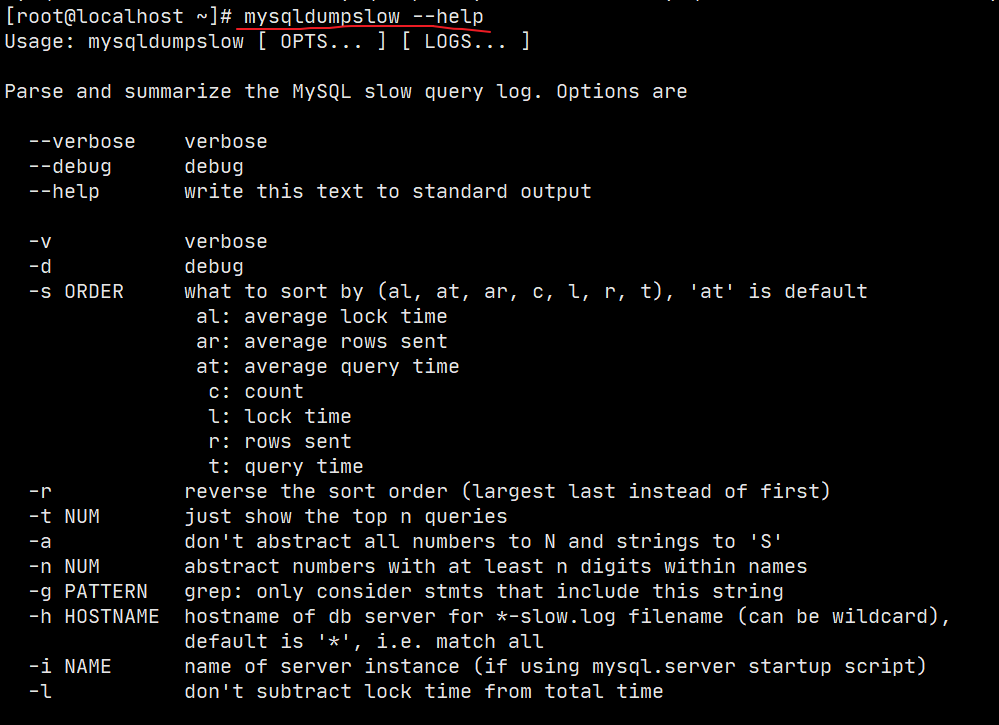 [root@localhost ~]# mysqldumpslow --help
Usage: mysqldumpslow [ OPTS... ] [ LOGS... ]
Parse and summarize the MySQL slow query log. Options are
--verbose    verbose
--debug      debug
--help       write this text to standard output
-v           verbose
-d           debug
-s ORDER     what to sort by (al, at, ar, c, l, r, t), 'at' is default
al: average lock time
ar: average rows sent
at: average query time
c: count
l: lock time
r: rows sent
t: query time
-r           reverse the sort order (largest last instead of first)
-t NUM       just show the top n queries
-a           don't abstract all numbers to N and strings to 'S'
-n NUM       abstract numbers with at least n digits within names
-g PATTERN   grep: only consider stmts that include this string
-h HOSTNAME  hostname of db server for *-slow.log filename (can be wildcard),
default is '*', i.e. match all
-i NAME      name of server instance (if using mysql.server startup script)
-l           don't subtract lock time from total time